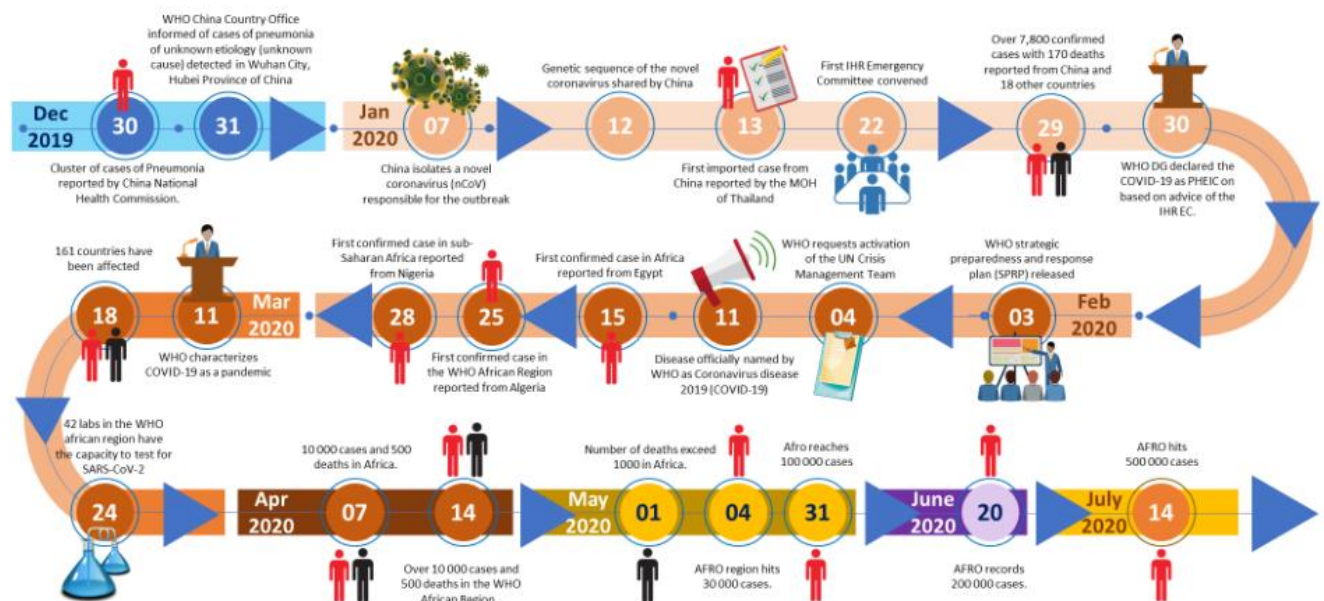 WHO China Country Office
informed of cases of pneumonia
of unknown etiology (unknown
cause) detected in Wuhan City,
Hubei Province of China
Dec
2019
30
31
Cluster of cases of Pneumonia
reported by China National
Health Commission.
Jan
2020
07
China isolates a novel
coronavirus (nCoV)
responsible for the outbreak
Genetic sequence of the novel
coronavirus shared by China
12
13
First imported case from
China reported by the MOH
of Thailand
First IHR Emergency
Committee convened
22
Over 7,800 confirmed
cases with 170 deaths
reported from China and
18 other countries
29
30
WHO DG declared the
COVID-19 as PHEIC on
based on advice of the
IHR EC.
Feb
2020
WHO strategic
preparedness and response
plan (SPRP) released
03
WHO requests activation
of the UN Crisis
Management Team
04
11
Disease officially named by
WHO as Coronavirus disease
2019 (COVID-19)
First confirmed case in Africa
reported from Egypt
15
25
First confirmed case in
the WHO African Region
reported from Algeria
First confirmed case in sub-
Saharan Africa reported
from Nigeria
28
Mar
2020
11
WHO characterizes
COVID-19 as a pandemic
161 countries have
been affected
18
42 labs in the WHO
african region have
the capacity to test for
SARS-CoV-2
24
Apr
2020
10 000 cases and 500
deaths in Africa.
07
14
Over 10 000 cases and
500 deaths in the WHO
African Region
May
2020
Number of deaths exceed
1000 in Africa.
01
04
AFRO region hits
30 000 cases.
Afro reaches
100 000 cases
31
June
2020
20
AFRO records
200 000 cases.
July
2020
AFRO hits
500 000 cases
14